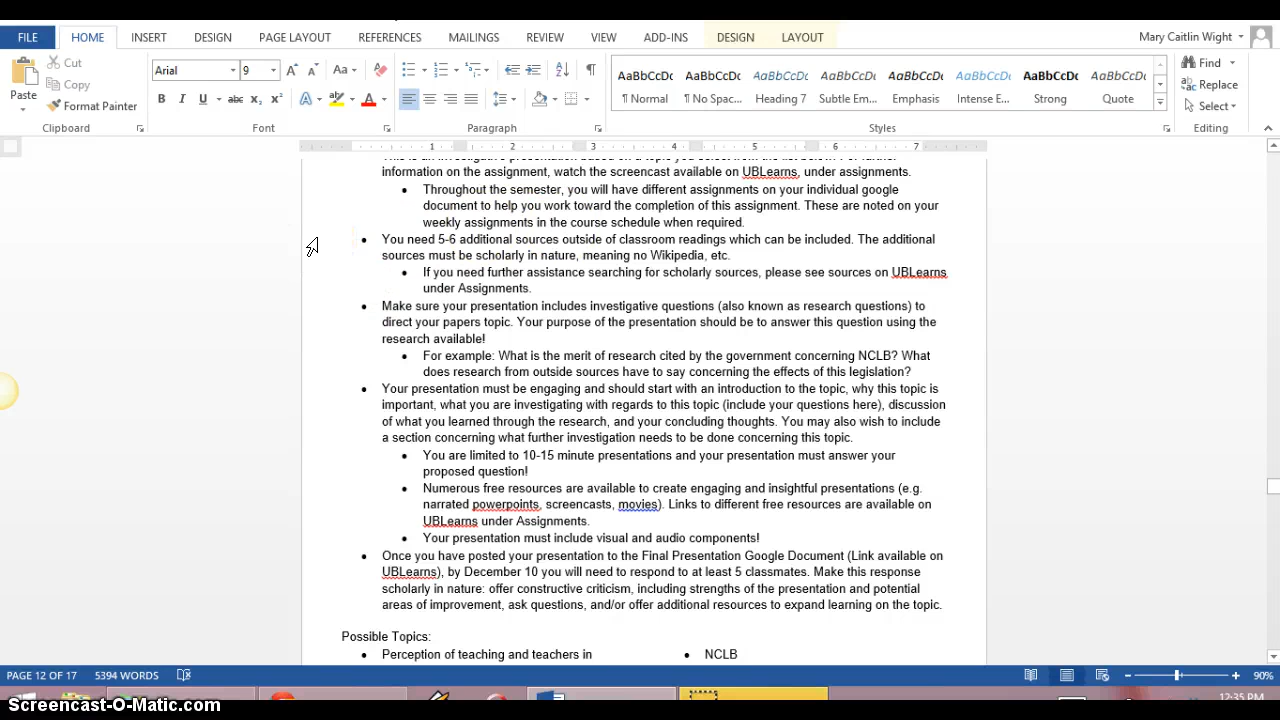 FILE HOME INSERT DESIGN PAGE LAYOUT REFERENCES MAILINGS REVIEW VIEW ADD-INS DESIGN LAYOUT Mary Caitlin Wight
Paste Cut Copy Format Painter
Clipboard
Arial 9
Font
Paragraph
AaBbCcDc AaBbCcDc AaBbCcDc AaBbCcDc AaBbCcDc AaBbCcDc AaBbCcDc AaBbCcDc
¶ Normal ¶ No Spac... Heading 7 Subtle Em... Emphasis Intense E... Strong Quote
Styles
Find
Replace
Select
Editing
1 2 3 4 5 6 7
information on the assignment, watch the screencast available on UBLearns, under assignments.
• Throughout the semester, you will have different assignments on your individual google
document to help you work toward the completion of this assignment. These are noted on your
weekly assignments in the course schedule when required.
• You need 5-6 additional sources outside of classroom readings which can be included. The additional
sources must be scholarly in nature, meaning no Wikipedia, etc.
• If you need further assistance searching for scholarly sources, please see sources on UBLearns
under Assignments.
• Make sure your presentation includes investigative questions (also known as research questions) to
direct your papers topic. Your purpose of the presentation should be to answer this question using the
research available!
• For example: What is the merit of research cited by the government concerning NCLB? What
does research from outside sources have to say concerning the effects of this legislation?
• Your presentation must be engaging and should start with an introduction to the topic, why this topic is
important, what you are investigating with regards to this topic (include your questions here), discussion
of what you learned through the research, and your concluding thoughts. You may also wish to include
a section concerning what further investigation needs to be done concerning this topic.
• You are limited to 10-15 minute presentations and your presentation must answer your
proposed question!
• Numerous free resources are available to create engaging and insightful presentations (e.g.
narrated powerpoints, screencasts, movies). Links to different free resources are available on
UBLearns under Assignments.
• Your presentation must include visual and audio components!
• Once you have posted your presentation to the Final Presentation Google Document (Link available on
UBLearns), by December 10 you will need to respond to at least 5 classmates. Make this response
scholarly in nature: offer constructive criticism, including strengths of the presentation and potential
areas of improvement, ask questions, and/or offer additional resources to expand learning on the topic.
Possible Topics:
• Perception of teaching and teachers in • NCLB
PAGE 12 OF 17 5394 WORDS 90%
Screencast-O-Matic.com 12:35 PM